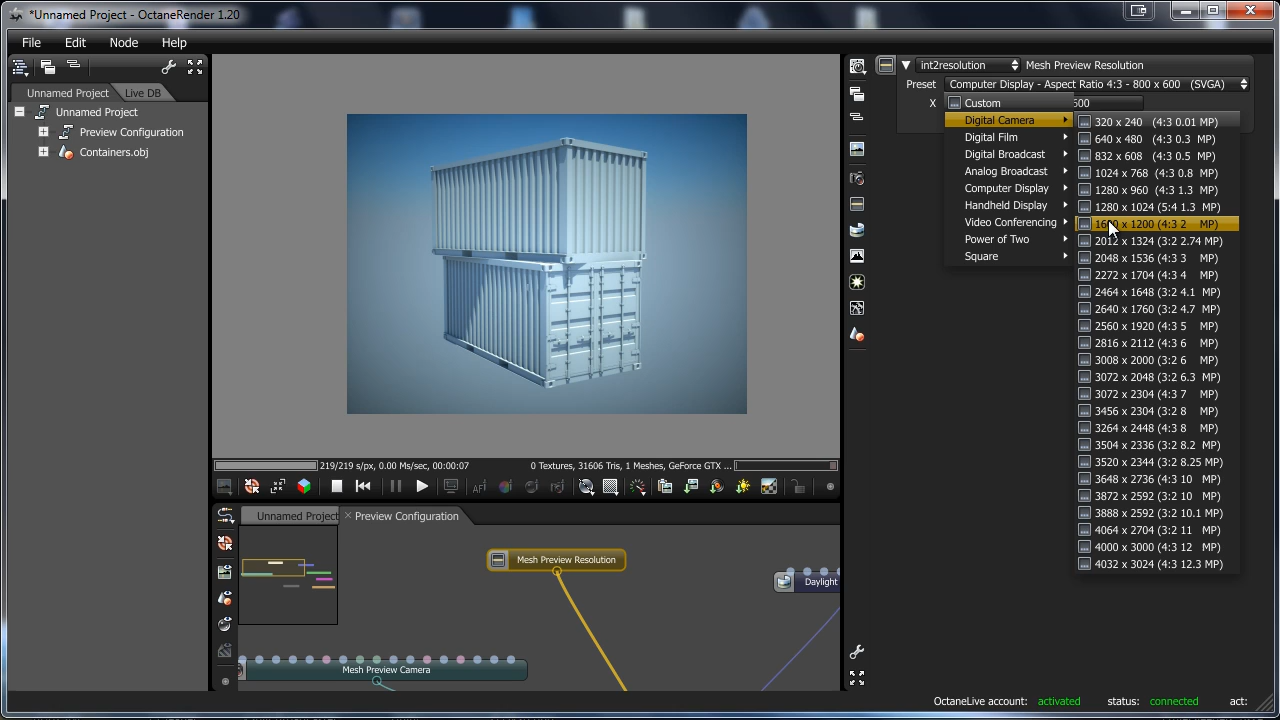 *Unnamed Project - OctaneRender 1.20
File Edit Node Help
Unnamed Project Live DB
Unnamed Project
Preview Configuration
Containers.obj
219/219 s/px, 0.00 Ms/sec, 00:00:07 0 Textures, 31606 Tris, 1 Meshes, GeForce GTX ...
Unnamed Project × Preview Configuration
Mesh Preview Resolution
Daylight
Mesh Preview Camera
int2resolution Mesh Preview Resolution
Preset Computer Display - Aspect Ratio 4:3 - 800 x 600 (SVGA)
X 600
Custom
Digital Camera
Digital Film
Digital Broadcast
Analog Broadcast
Computer Display
Handheld Display
Video Conferencing
Power of Two
Square
320 x 240 (4:3 0.01 MP)
640 x 480 (4:3 0.3 MP)
832 x 608 (4:3 0.5 MP)
1024 x 768 (4:3 0.8 MP)
1280 x 960 (4:3 1.3 MP)
1280 x 1024 (5:4 1.3 MP)
1600 x 1200 (4:3 2 MP)
2012 x 1324 (3:2 2.74 MP)
2048 x 1536 (4:3 3 MP)
2272 x 1704 (4:3 4 MP)
2464 x 1648 (3:2 4.1 MP)
2640 x 1760 (3:2 4.7 MP)
2560 x 1920 (4:3 5 MP)
2816 x 2112 (4:3 6 MP)
3008 x 2000 (3:2 6 MP)
3072 x 2048 (3:2 6.3 MP)
3072 x 2304 (4:3 7 MP)
3456 x 2304 (3:2 8 MP)
3264 x 2448 (4:3 8 MP)
3504 x 2336 (3:2 8.2 MP)
3520 x 2344 (3:2 8.25 MP)
3648 x 2736 (4:3 10 MP)
3872 x 2592 (3:2 10 MP)
3888 x 2592 (3:2 10.1 MP)
4064 x 2704 (3:2 11 MP)
4000 x 3000 (4:3 12 MP)
4032 x 3024 (4:3 12.3 MP)
OctaneLive account: activated status: connected act: